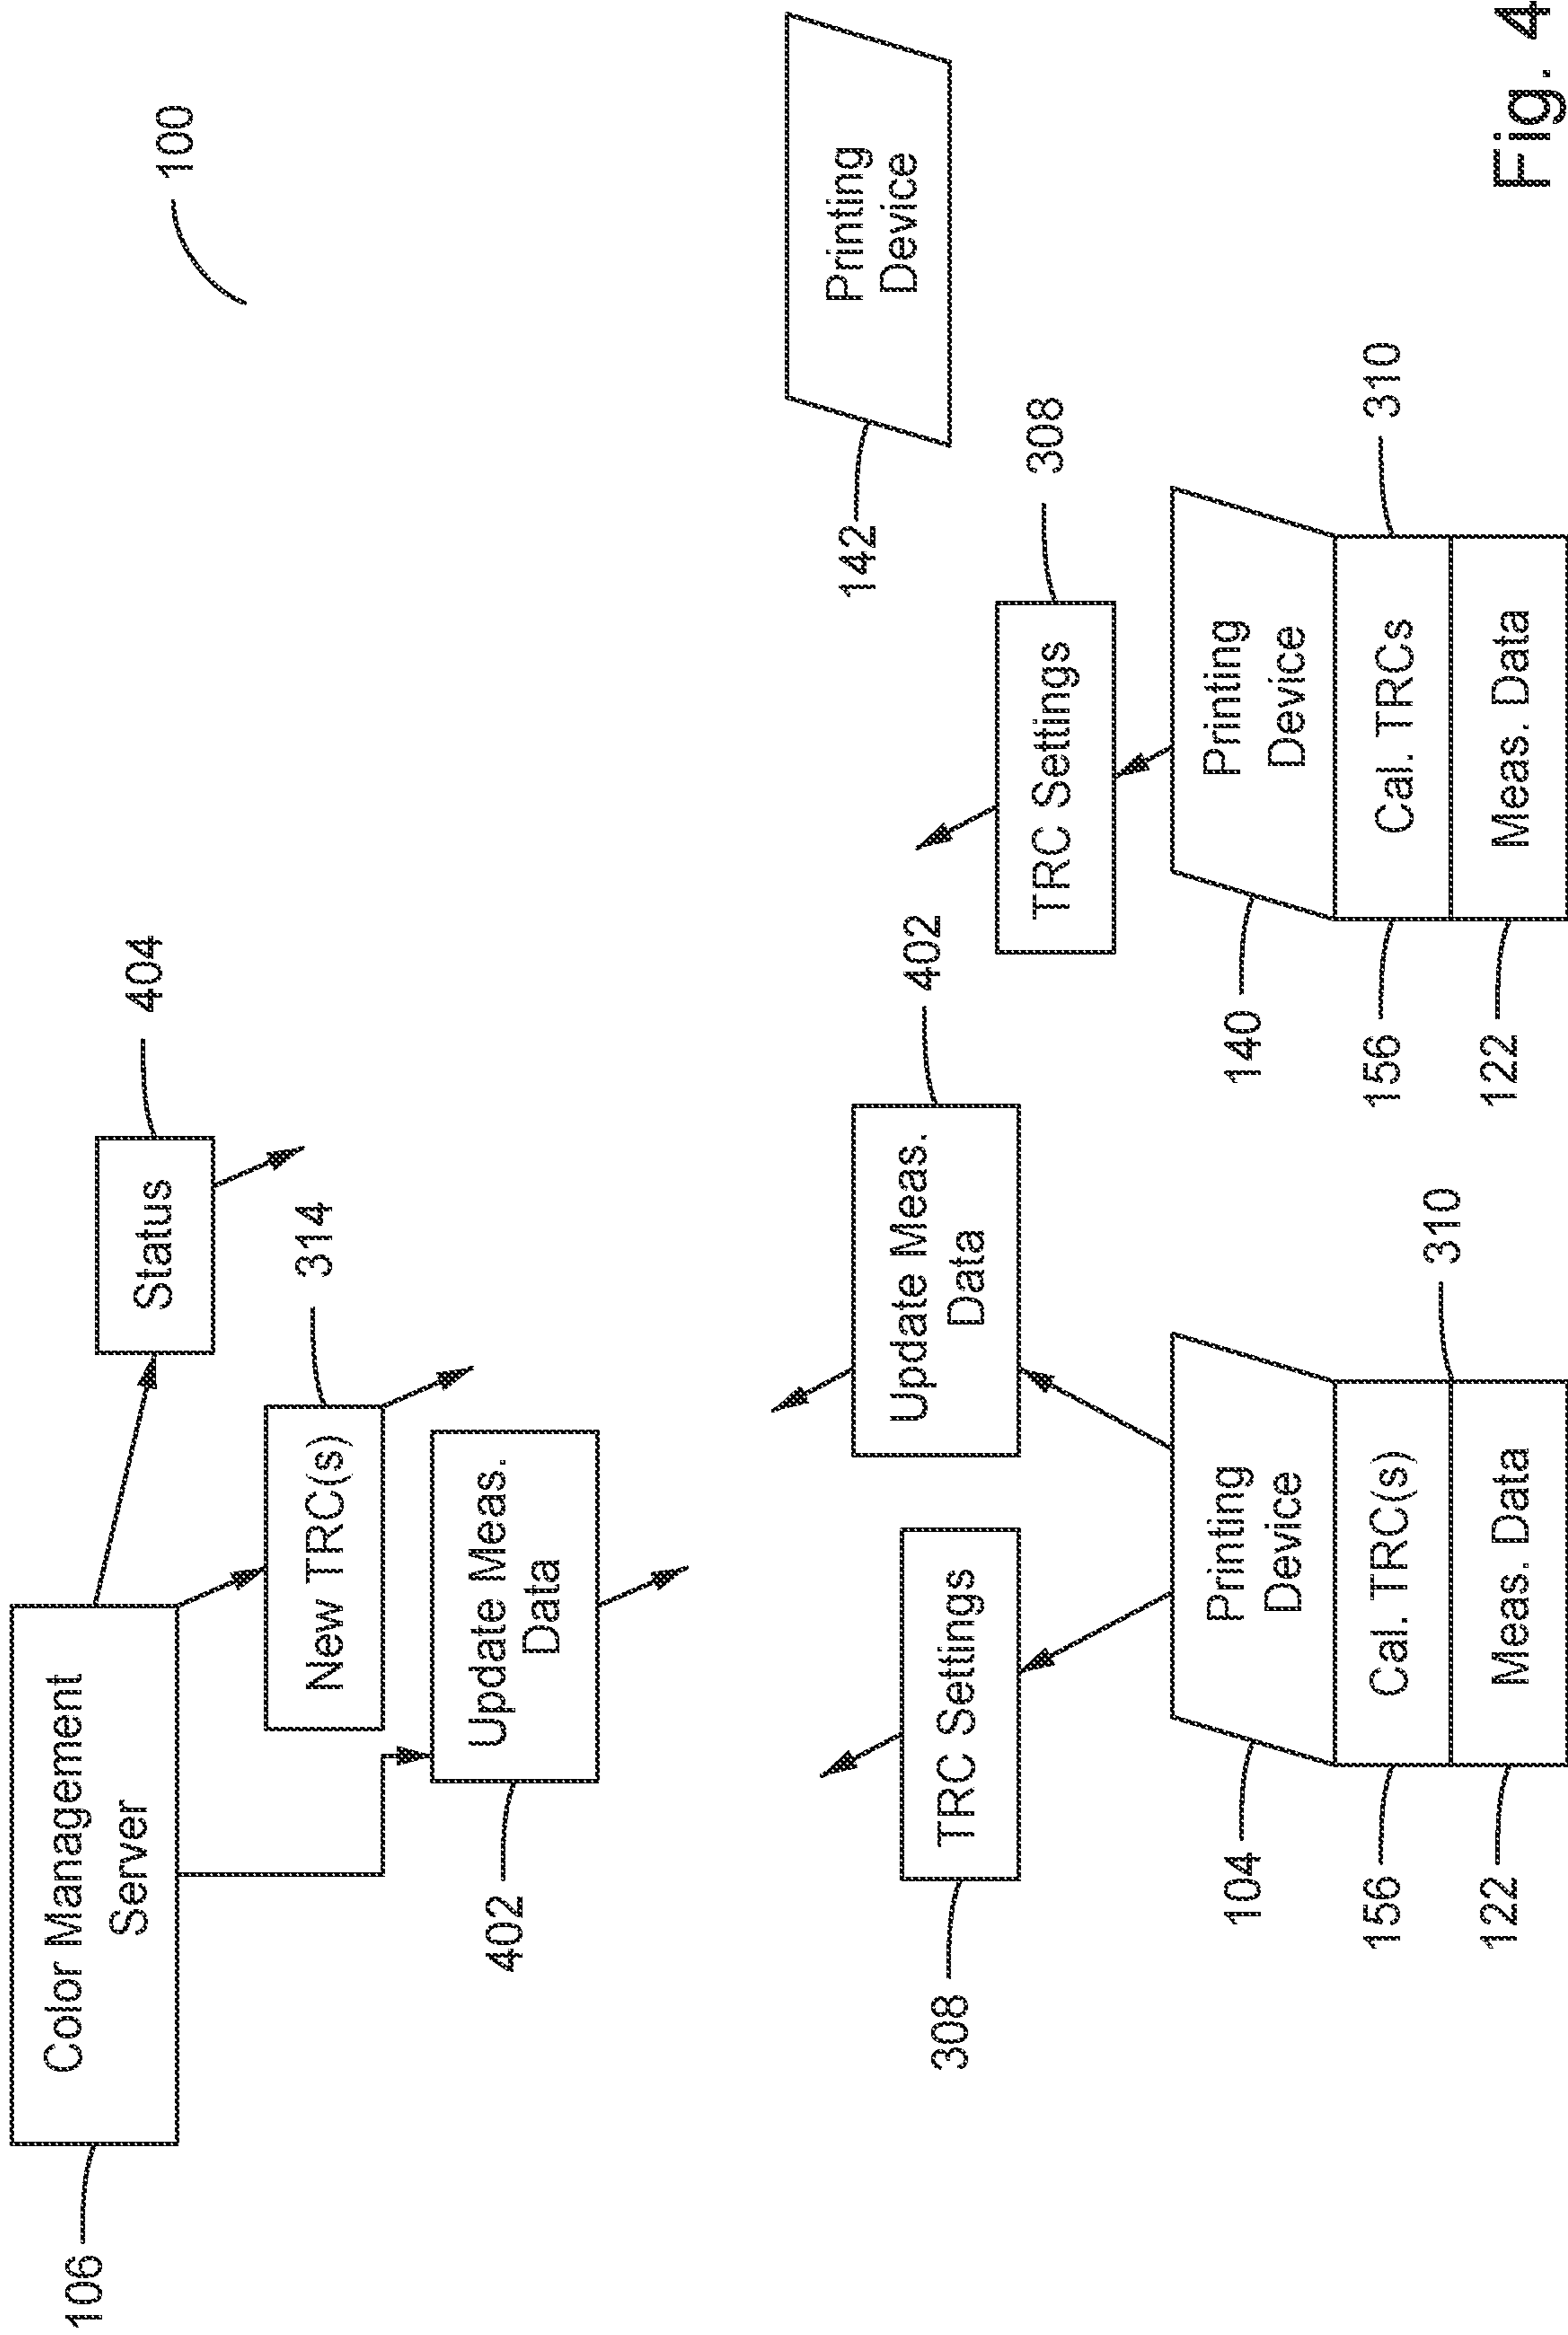 100
106
Color Management
Server
Status
404
New TRC(s)
314
Update Meas.
Data
402
Update Meas.
Data
402
TRC Settings
308
TRC Settings
308
Printing
Device
142
Printing
Device
104
Cal. TRC(s)
156
310
Meas. Data
122
Printing
Device
140
Cal. TRCs
156
310
Meas. Data
122
Fig. 4